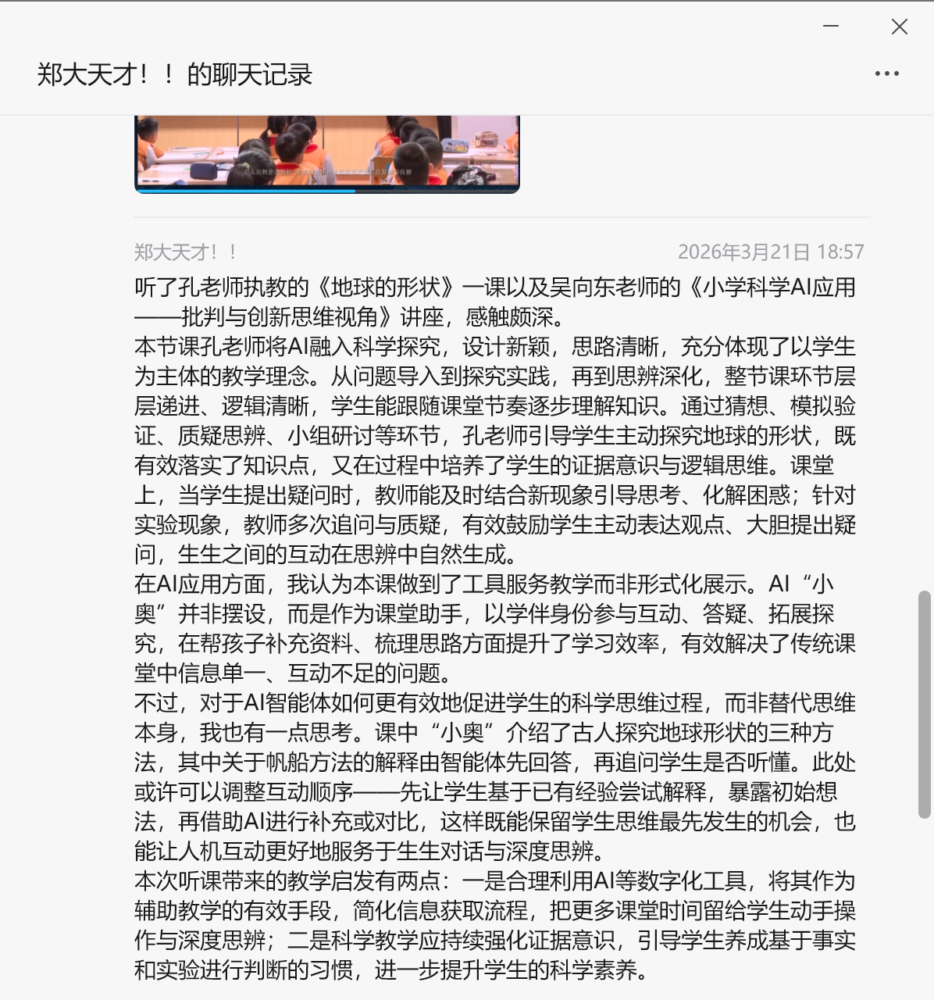 郑大天才！！的聊天记录
郑大天才！！
2026年3月21日 18:57
听了孔老师执教的《地球的形状》一课以及吴向东老师的《小学科学AI应用
——批判与创新思维视角》讲座，感触颇深。
本节课孔老师将AI融入科学探究，设计新颖，思路清晰，充分体现了以学生
为主体的教学理念。从问题导入到探究实践，再到思辨深化，整节课环节层
层递进、逻辑清晰，学生能跟随课堂节奏逐步理解知识。通过猜想、模拟验
证、质疑思辨、小组研讨等环节，孔老师引导学生主动探究地球的形状，既
有效落实了知识点，又在过程中培养了学生的证据意识与逻辑思维。课堂
上，当学生提出疑问时，教师能及时结合新现象引导思考、化解困惑；针对
实验现象，教师多次追问与质疑，有效鼓励学生主动表达观点、大胆提出疑
问，生生之间的互动在思辨中自然生成。
在AI应用方面，我认为本课做到了工具服务教学而非形式化展示。AI“小
奥”并非摆设，而是作为课堂助手，以学伴身份参与互动、答疑、拓展探
究，在帮孩子补充资料、梳理思路方面提升了学习效率，有效解决了传统课
堂中信息单一、互动不足的问题。
不过，对于AI智能体如何更有效地促进学生的科学思维过程，而非替代思维
本身，我也有一点思考。课中“小奥”介绍了古人探究地球形状的三种方
法，其中关于帆船方法的解释由智能体先回答，再追问学生是否听懂。此处
或许可以调整互动顺序——先让学生基于已有经验尝试解释，暴露初始想
法，再借助AI进行补充或对比，这样既能保留学生思维最先发生的机会，也
能让人机互动更好地服务于生生对话与深度思辨。
本次听课带来的教学启发有两点：一是合理利用AI等数字化工具，将其作为
辅助教学的有效手段，简化信息获取流程，把更多课堂时间留给学生动手操
作与深度思辨；二是科学教学应持续强化证据意识，引导学生养成基于事实
和实验进行判断的习惯，进一步提升学生的科学素养。